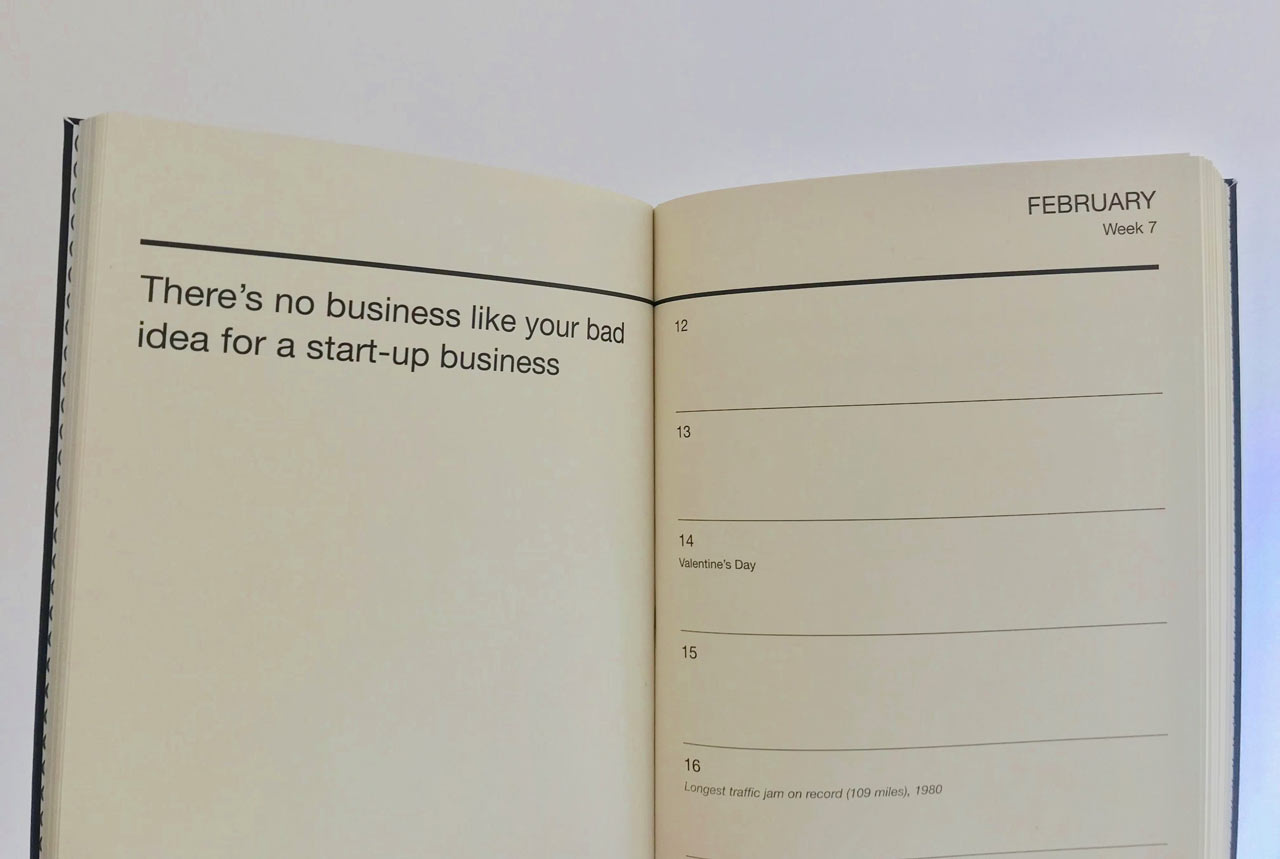 There's no business like your bad
idea for a start-up business
FEBRUARY
Week 7
12
13
14
Valentine's Day
15
16
Longest traffic jam on record (109 miles), 1980